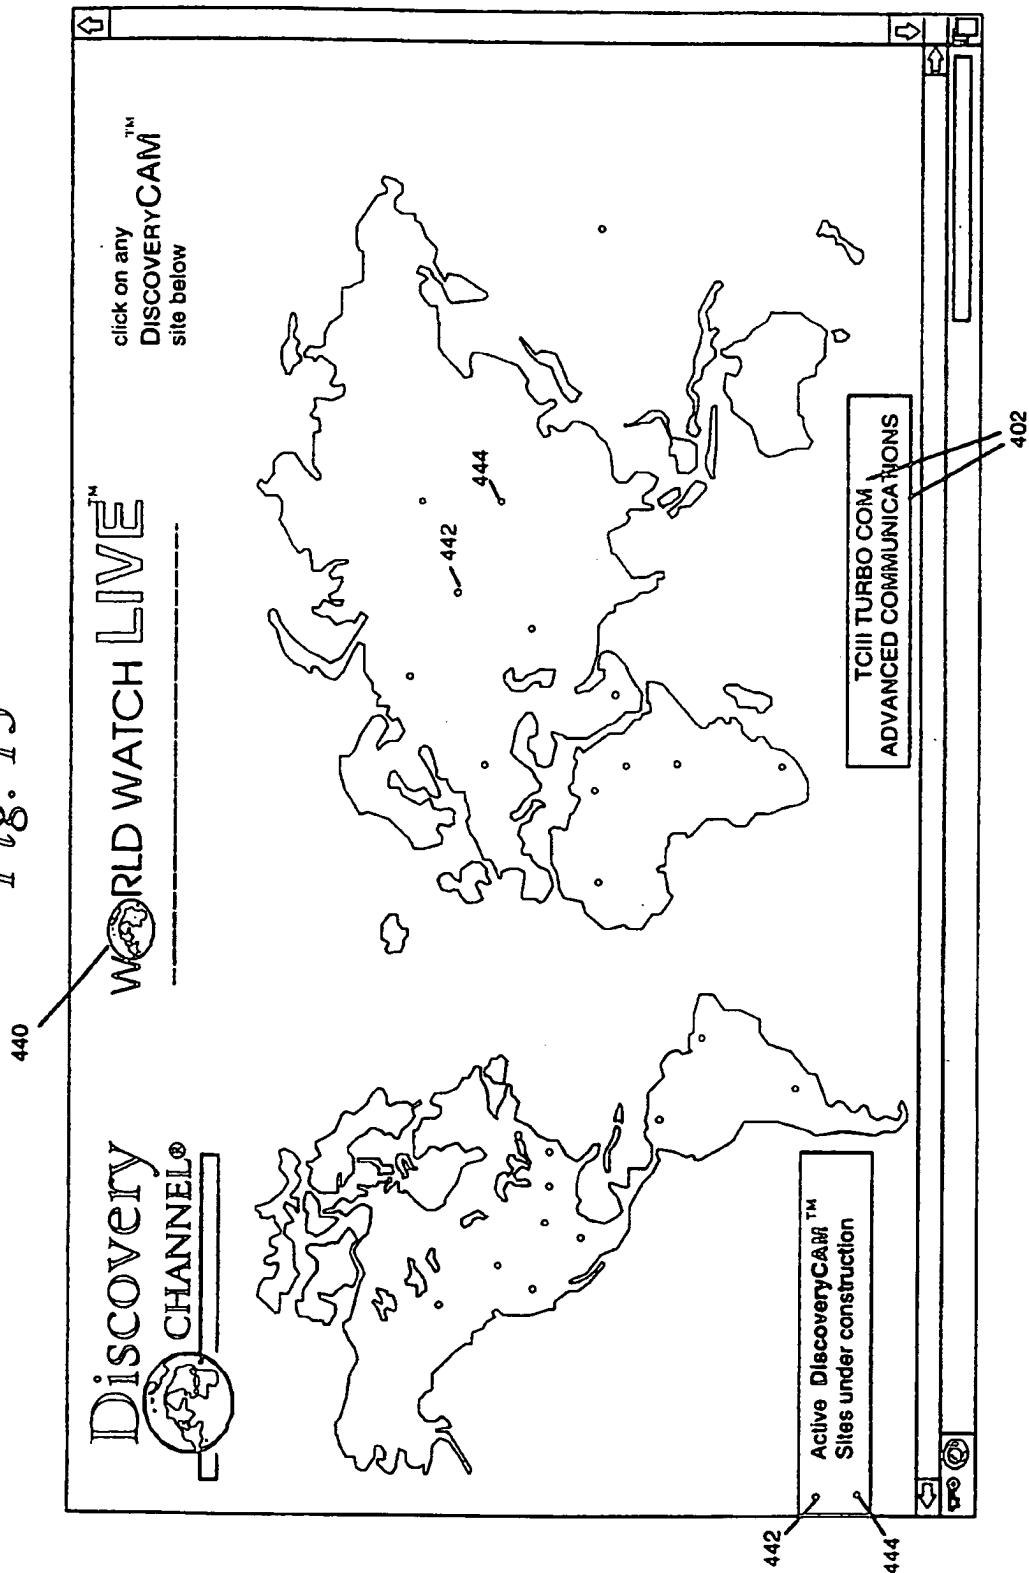 Discovery
CHANNEL®
WORLD WATCH LIVE™
click on any
DISCOVERYCAM™
site below
440
442
444
442
444
Active DiscoveryCAM™
Sites under construction
TCIII TURBO COM
ADVANCED COMMUNICATIONS
402